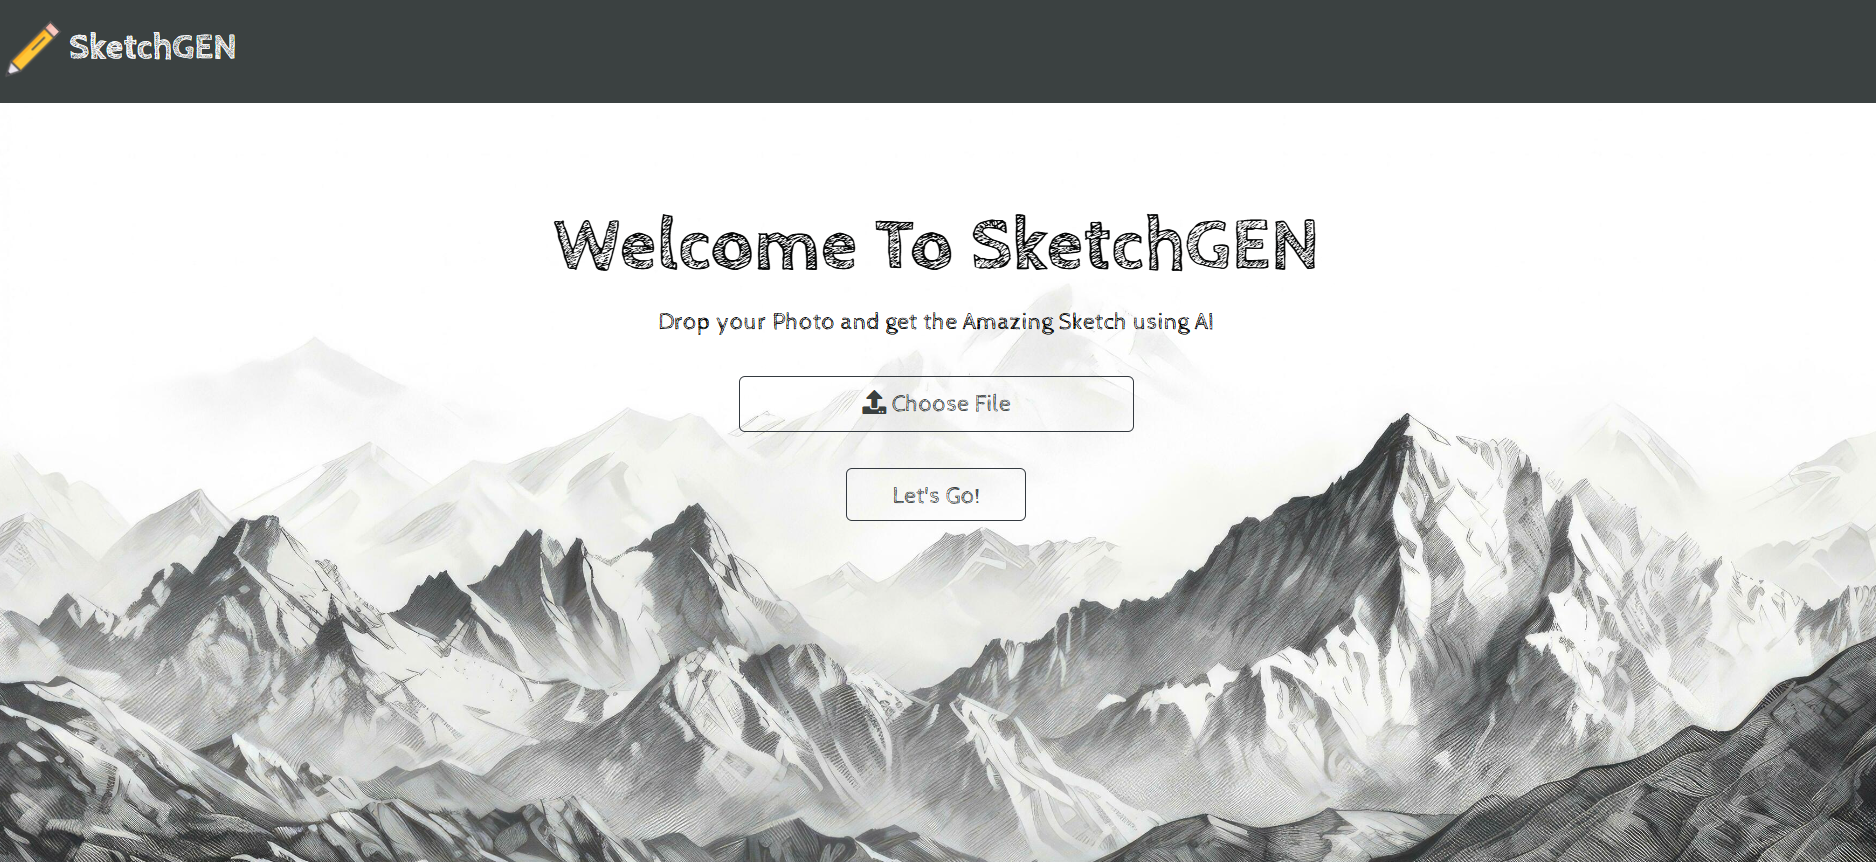 SketchGEN
Welcome To SketchGEN
Drop your Photo and get the Amazing Sketch using AI
Choose File
Let's Go!